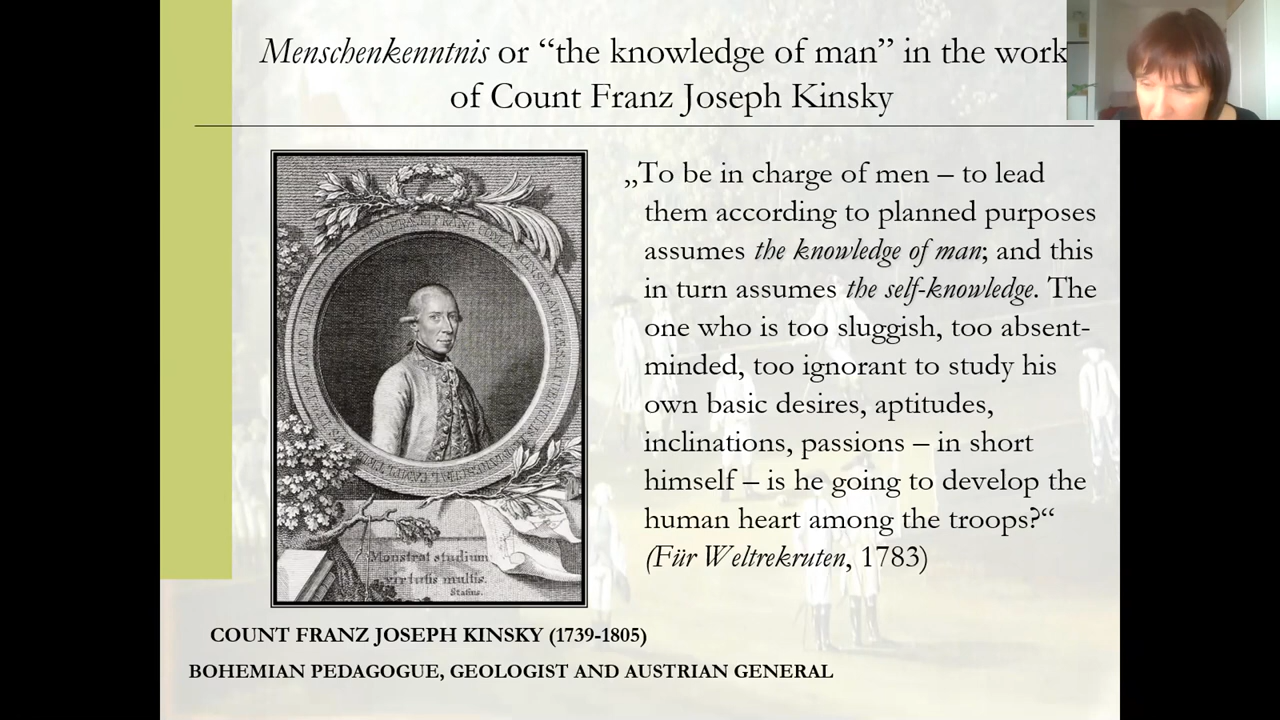 Menschenkenntnis or “the knowledge of man” in the work
of Count Franz Joseph Kinsky
„To be in charge of men – to lead
them according to planned purposes
assumes the knowledge of man; and this
in turn assumes the self-knowledge. The
one who is too sluggish, too absent-
minded, too ignorant to study his
own basic desires, aptitudes,
inclinations, passions – in short
himself – is he going to develop the
human heart among the troops?“
(Für Weltrekruten, 1783)
Monstrat studium
virtutis multis.
Statius.
COUNT FRANZ JOSEPH KINSKY (1739-1805)
BOHEMIAN PEDAGOGUE, GEOLOGIST AND AUSTRIAN GENERAL